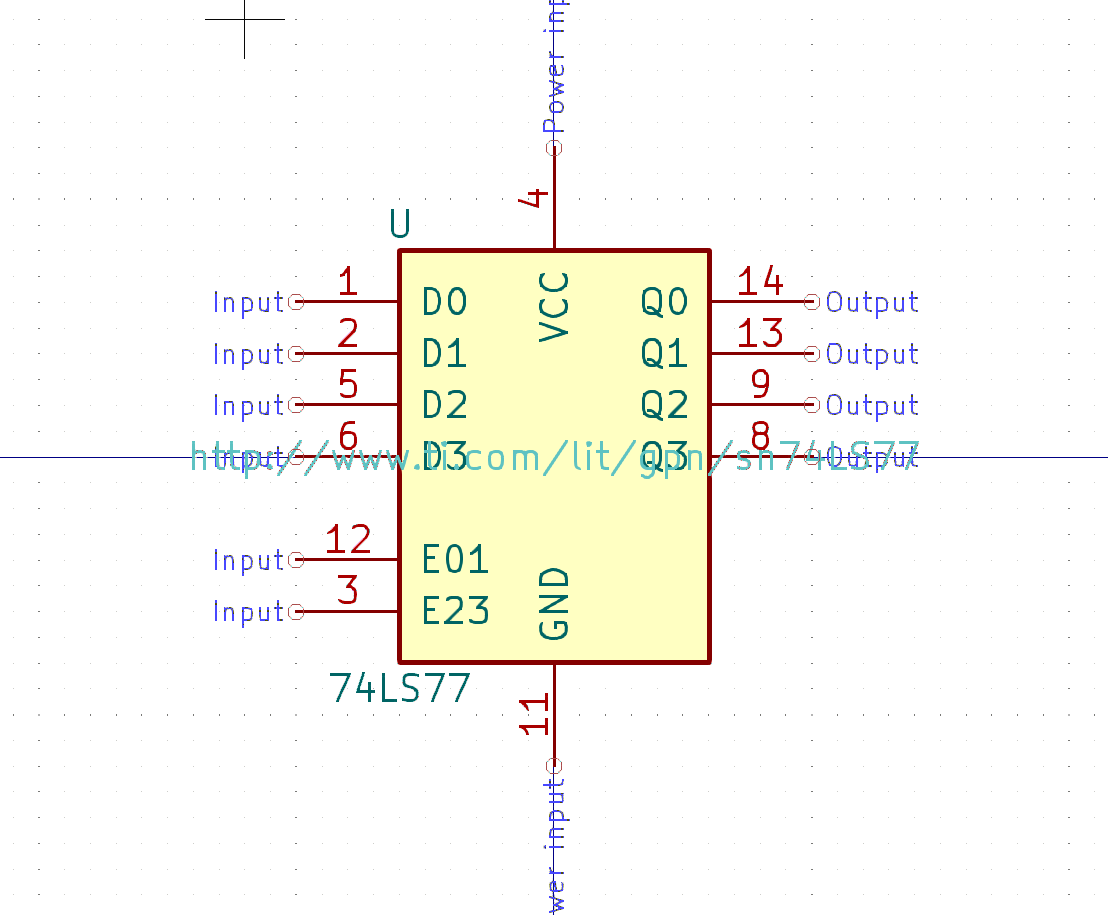 Power inp
4
U
1
14
Input
D0
VCC
Q0
Output
2
13
Input
D1
Q1
Output
5
9
Input
D2
Q2
Output
6
8
Input
D3
Q3
Output
http://www.ti.com/lit/gpn/sn74LS77
12
Input
E01
3
Input
E23
GND
74LS77
11
wer input